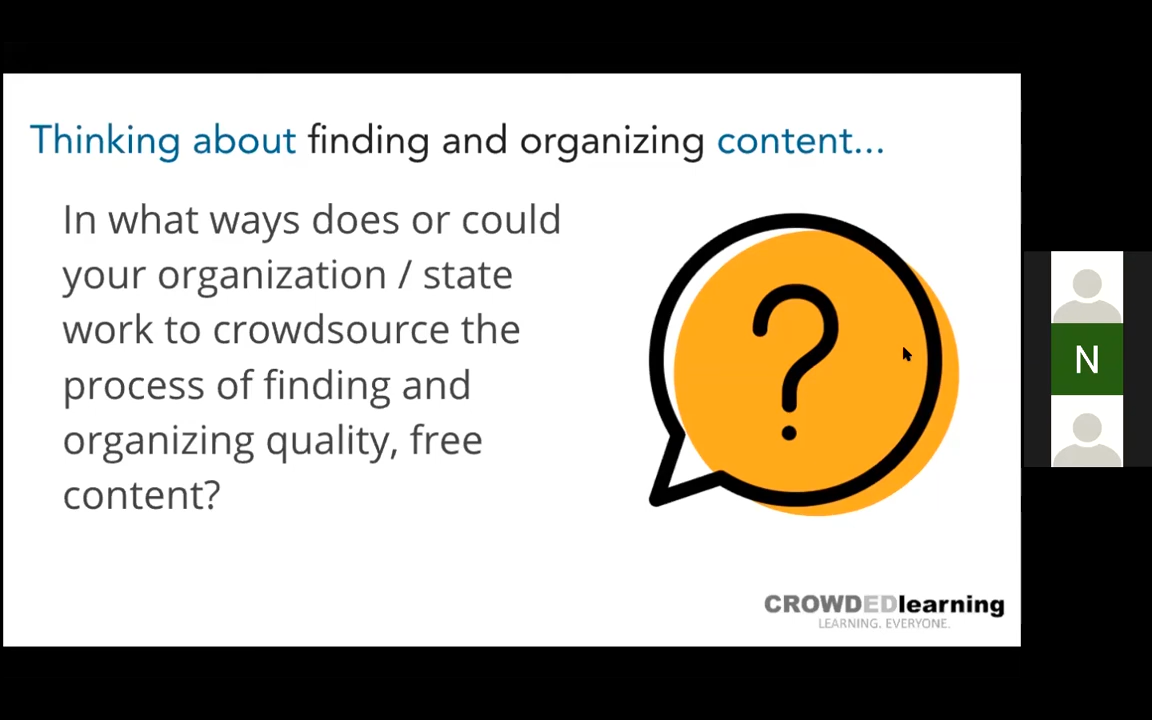 Thinking about finding and organizing content...
In what ways does or could
your organization / state
work to crowdsource the
process of finding and
organizing quality, free
content?
?
N
CROWDEDlearning
LEARNING. EVERYONE.